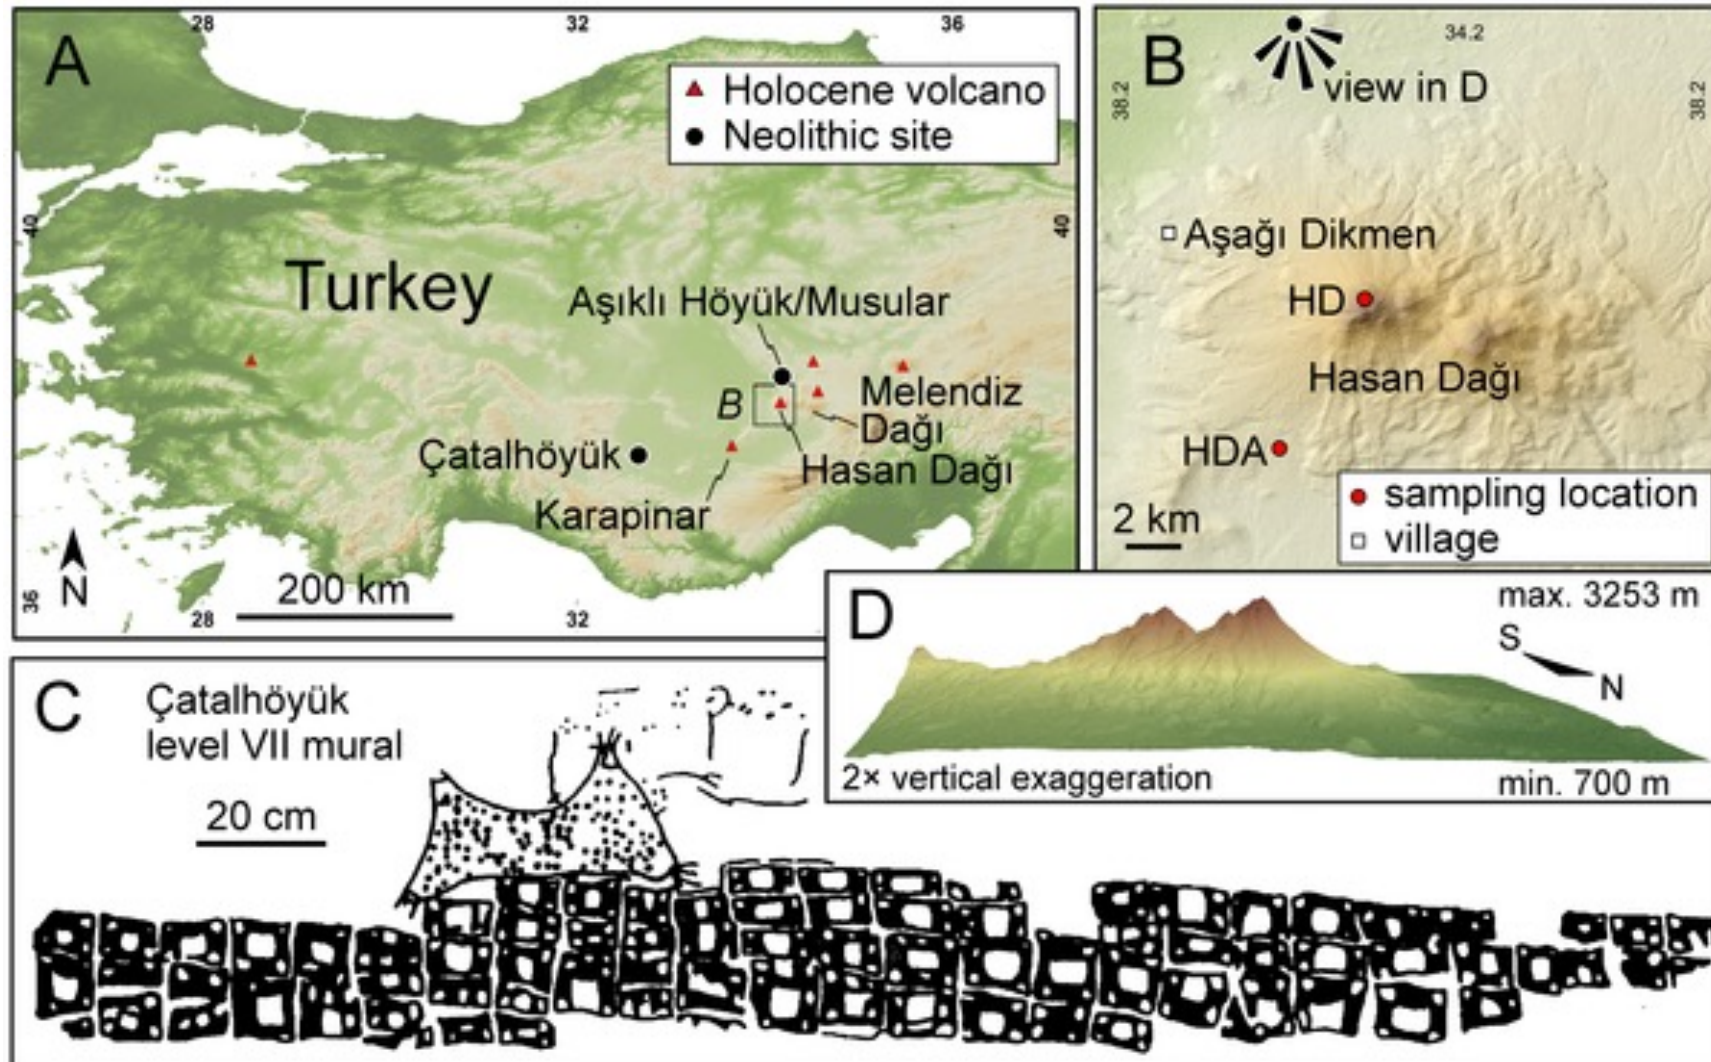 A
28
32
36
Holocene volcano
Neolithic site
40
40
Turkey
Aşıklı Höyük/Musular
B
Melendiz
Dağı
Çatalhöyük
Hasan Dağı
Karapinar
N
200 km
36
28
32
B
34.2
38.2
38.2
view in D
Aşağı Dikmen
HD
Hasan Dağı
HDA
sampling location
village
2 km
C
Çatalhöyük
level VII mural
20 cm
D
max. 3253 m
S
N
2× vertical exaggeration
min. 700 m